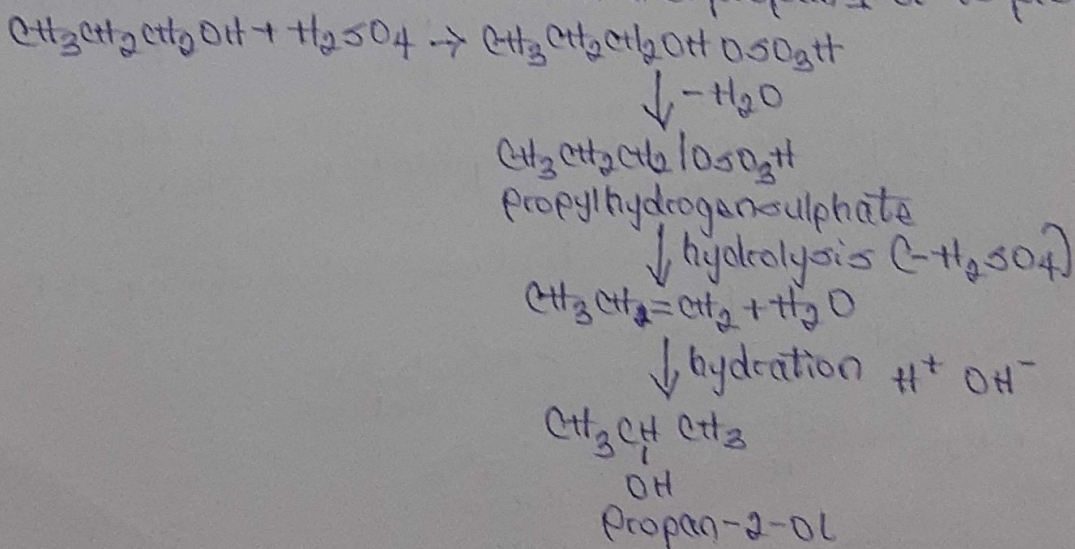 CH3CH2CH2OH + H2SO4 → CH3CH2CH2OH OSO3H
↓ -H2O
CH3CH2CH2 | OSO3H
propylhydrogensulphate
↓ hydrolysis (-H2SO4)
CH3CH2=CH2 + H2O
↓ hydration H+ OH-
CH3CH CH3
OH
Propan-2-OL